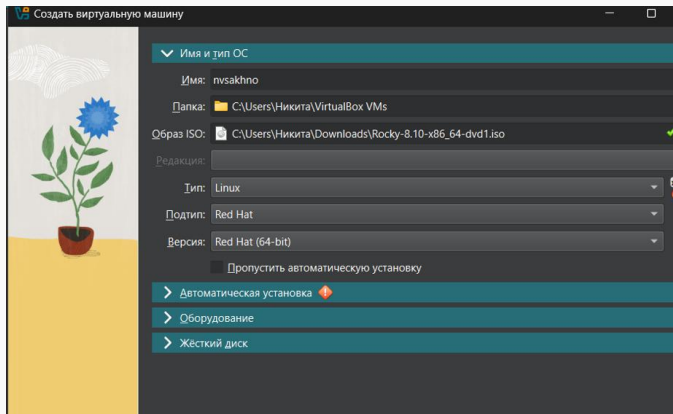 Создать виртуальную машину
Имя и тип ОС
Имя: nvsakhno
Папка: C:\Users\Никита\VirtualBox VMs
Образ ISO: C:\Users\Никита\Downloads\Rocky-8.10-x86_64-dvd1.iso
Редакция:
Тип: Linux
Подтип: Red Hat
Версия: Red Hat (64-bit)
Пропустить автоматическую установку
Автоматическая установка
Оборудование
Жёсткий диск